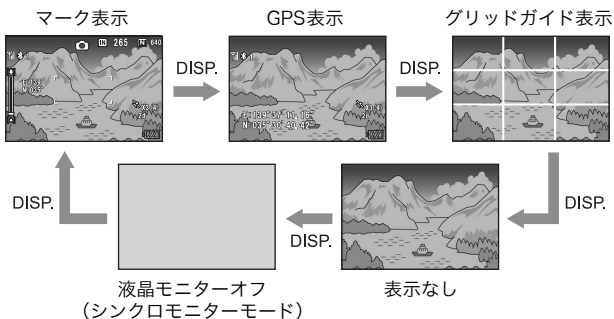 マーク表示
GPS表示
グリッドガイド表示
IN 265 640
DISP.
DISP.
DISP.
DISP.
DISP.
液晶モニターオフ
（シンクロモニターモード）
表示なし